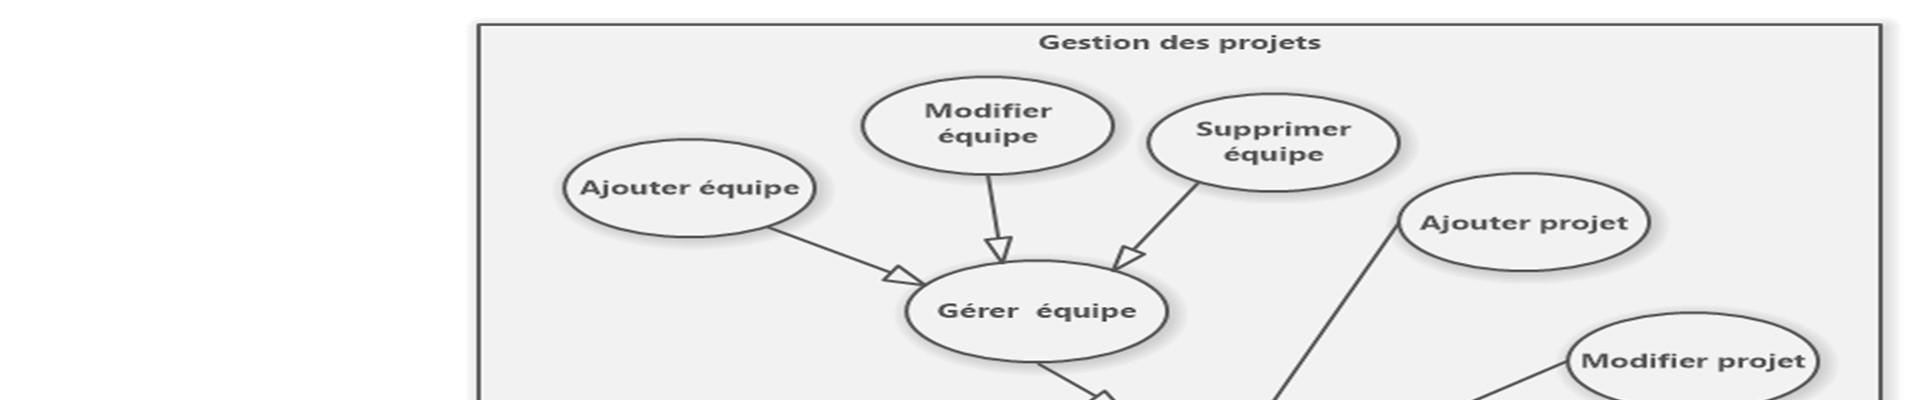 Gestion des projets
Modifier
équipe
Supprimer
équipe
Ajouter équipe
Ajouter projet
Gérer  équipe
Modifier projet